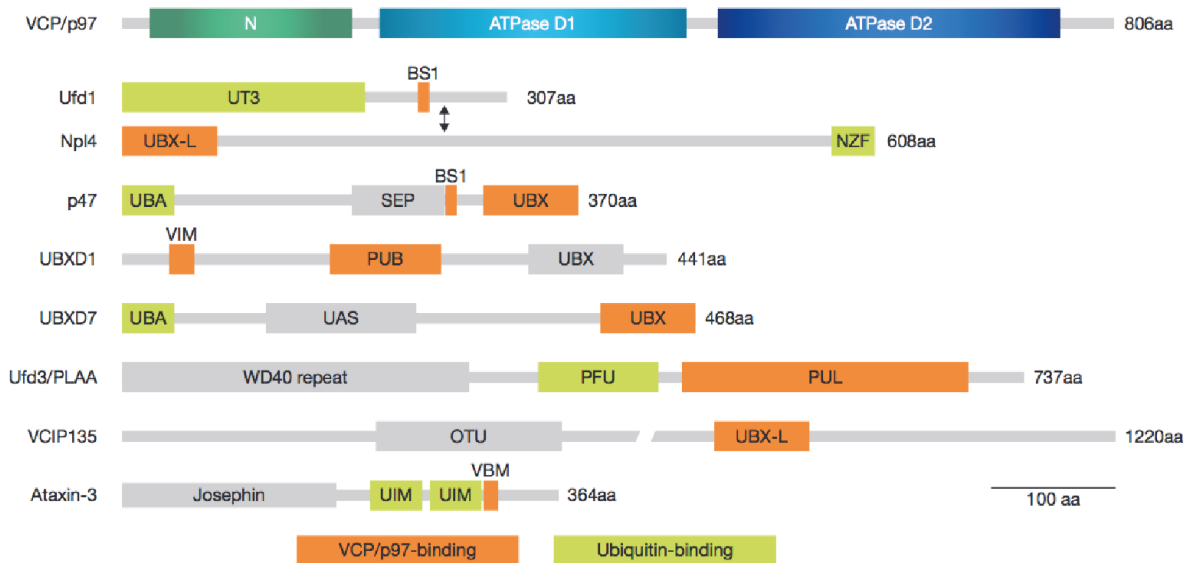 VCP/p97 N ATPase D1 ATPase D2 806aa
BS1
Ufd1 UT3 307aa
Npl4 UBX-L NZF 608aa
BS1
p47 UBA SEP UBX 370aa
VIM
UBXD1 PUB UBX 441aa
UBXD7 UBA UAS UBX 468aa
Ufd3/PLAA WD40 repeat PFU PUL 737aa
VCIP135 OTU UBX-L 1220aa
VBM
Ataxin-3 Josephin UIM UIM 364aa
100 aa
VCP/p97-binding Ubiquitin-binding